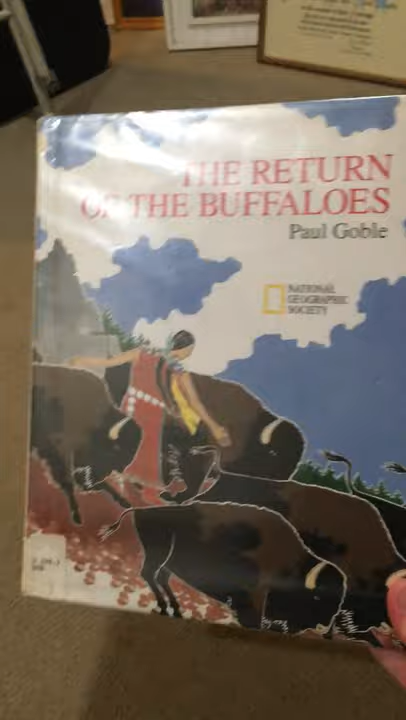 THE RETURN
OF THE BUFFALOES
Paul Goble
NATIONAL
GEOGRAPHIC
SOCIETY